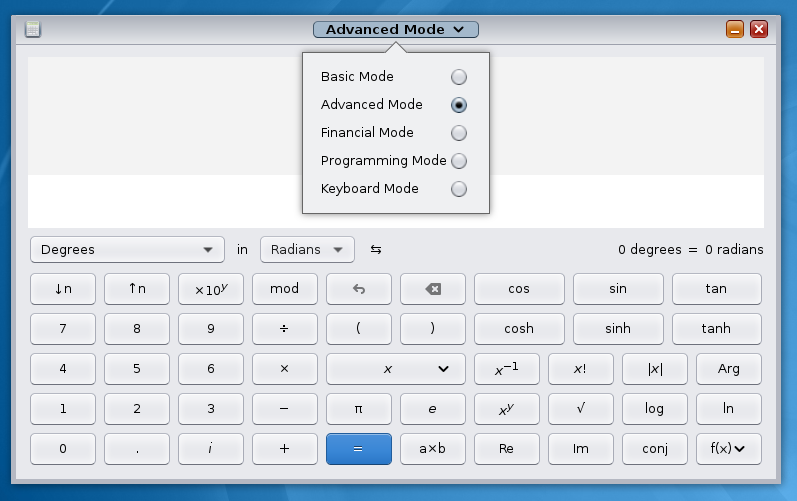 Advanced Mode
Basic Mode
Advanced Mode
Financial Mode
Programming Mode
Keyboard Mode
Degrees in Radians ⇆ 0 degrees = 0 radians
↓n ↑n ×10ʸ mod cos sin tan
7 8 9 ÷ ( ) cosh sinh tanh
4 5 6 × x x⁻¹ x! |x| Arg
1 2 3 − π e xʸ √ log ln
0 . i + = a×b Re Im conj f(x)